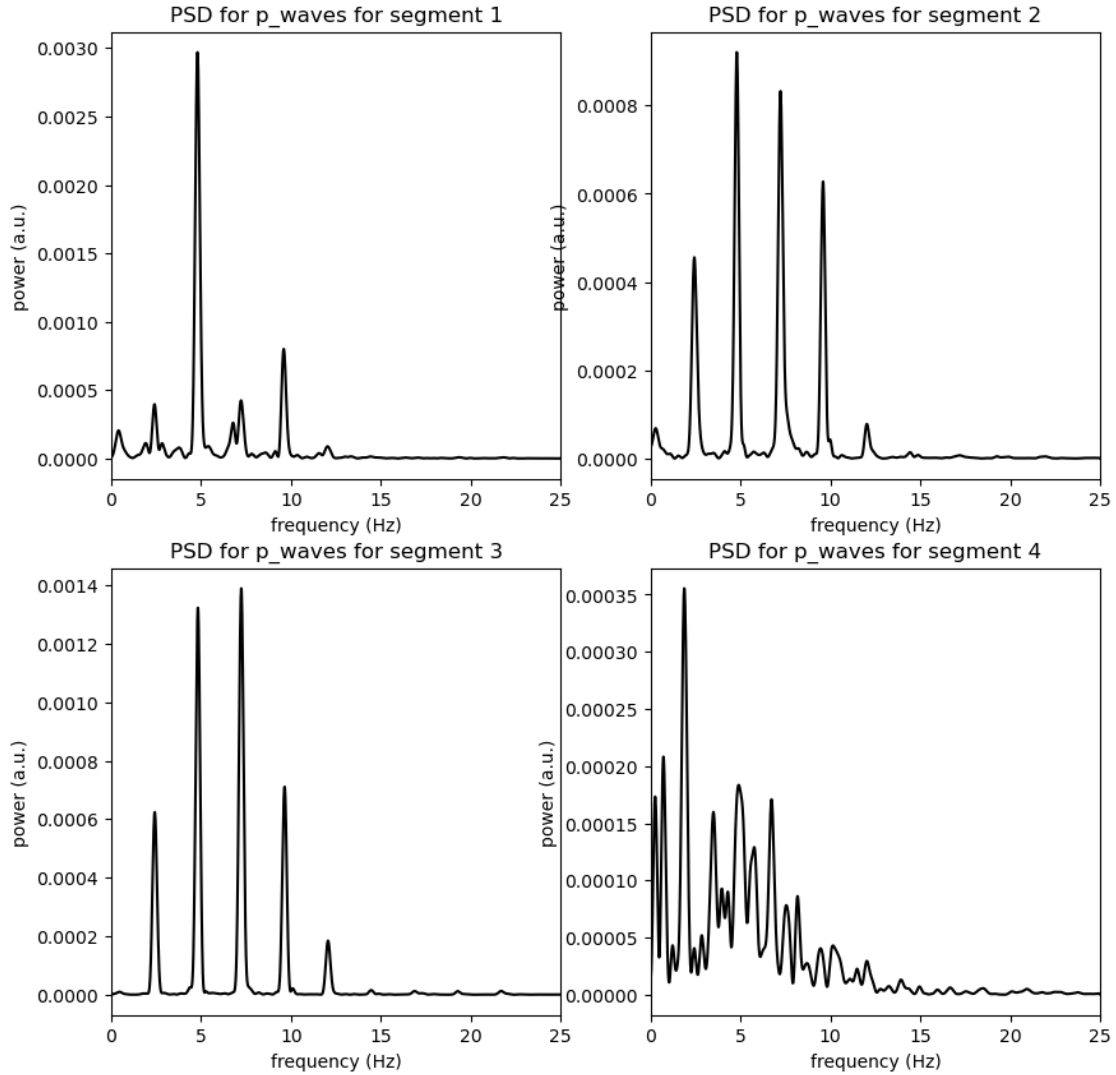 PSD for p_waves for segment 1
0.0030
0.0025
0.0020
0.0015
0.0010
0.0005
0.0000
power (a.u.)
0 5 10 15 20 25
frequency (Hz)
PSD for p_waves for segment 2
0.0008
0.0006
0.0004
0.0002
0.0000
power (a.u.)
0 5 10 15 20 25
frequency (Hz)
PSD for p_waves for segment 3
0.0014
0.0012
0.0010
0.0008
0.0006
0.0004
0.0002
0.0000
power (a.u.)
0 5 10 15 20 25
frequency (Hz)
PSD for p_waves for segment 4
0.00035
0.00030
0.00025
0.00020
0.00015
0.00010
0.00005
0.00000
power (a.u.)
0 5 10 15 20 25
frequency (Hz)